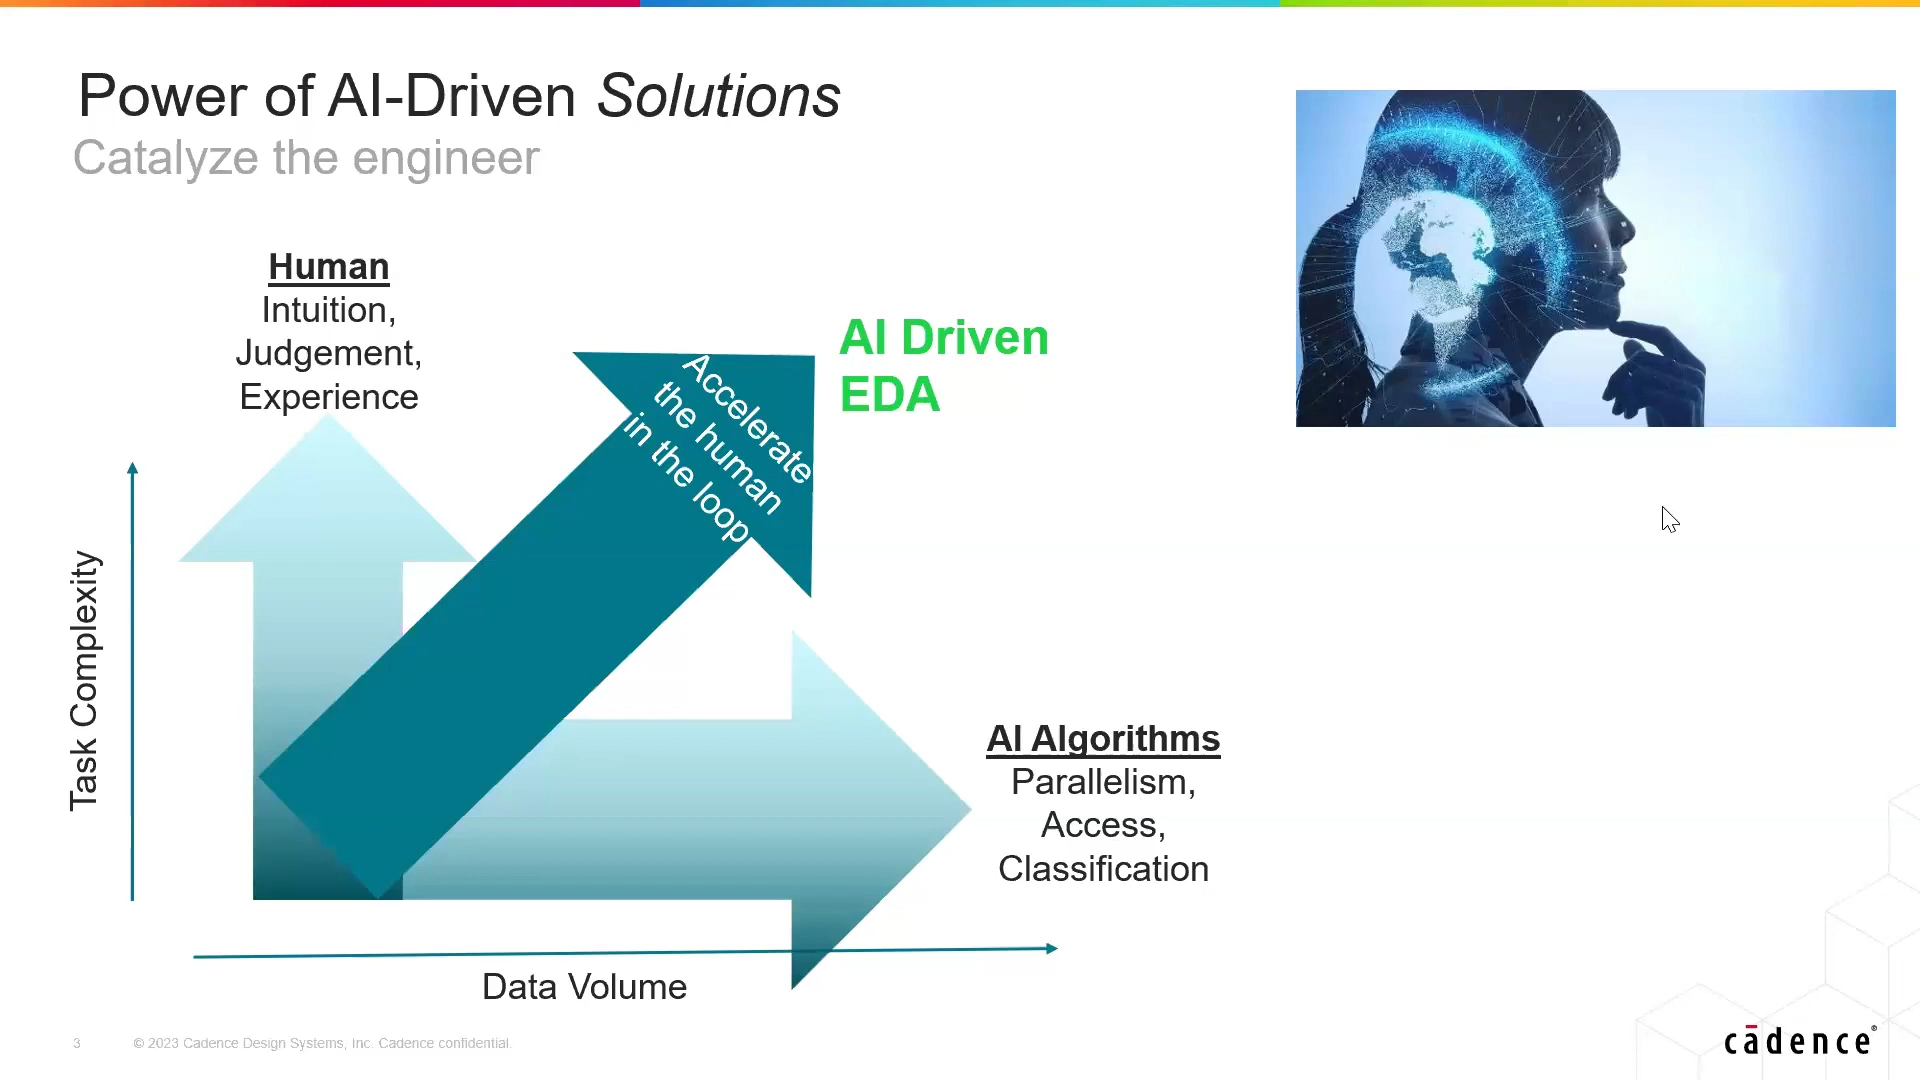 Power of AI-Driven Solutions
Catalyze the engineer
Human
Intuition,
Judgement,
Experience
AI Driven
EDA
Accelerate
the human
in the loop
Task Complexity
AI Algorithms
Parallelism,
Access,
Classification
Data Volume
3
© 2023 Cadence Design Systems, Inc. Cadence confidential.
cādence®